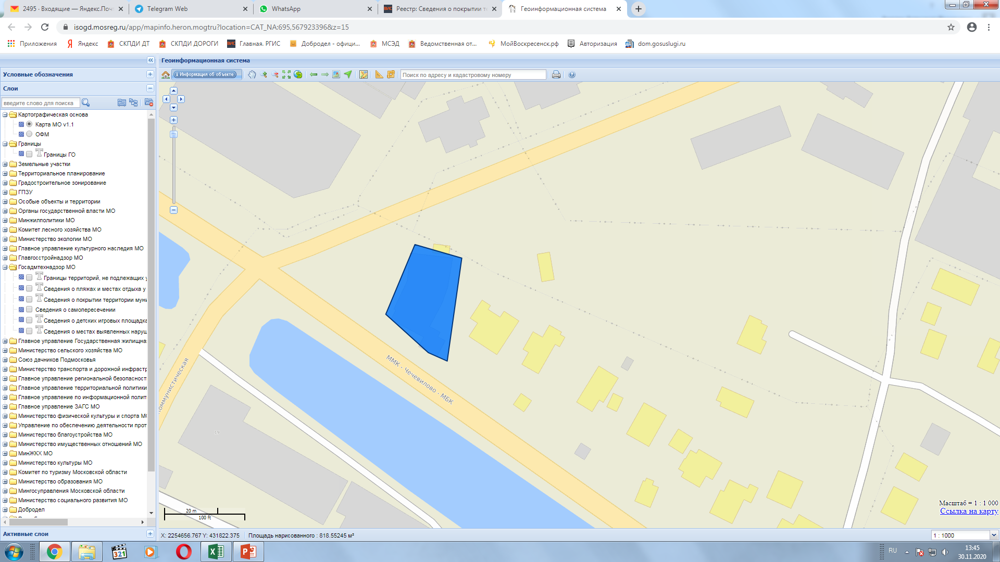 2495 · Входящие — Яндекс.Поч
Telegram Web
WhatsApp
Реестр: Сведения о покрытии т
Геоинформационная система
isogd.mosreg.ru/app/mapinfo.heron.mogtru?location=CAT_NA:695,567923396&z=15
Приложения
Яндекс
СКПДИ ДТ
СКПДИ ДОРОГИ
Главная. РГИС
Добродел - офици...
МСЭД
Ведомственная от...
МойВоскресенск.рф
Авторизация
dom.gosuslugi.ru
Геоинформационная система
Условные обозначения
Информация об объекте
Поиск по адресу и кадастровому номеру
Слои
введите слово для поиска
Картографическая основа
Карта МО v1.1
ОФМ
Границы
Границы ГО
Земельные участки
Территориальное планирование
Градостроительное зонирование
ГПЗУ
Особые объекты и территории
Органы государственной власти МО
Минжилполитики МО
Комитет лесного хозяйства МО
Министерство экологии МО
Главное управление культурного наследия МО
Главгосстройнадзор МО
Госадмтехнадзор МО
Границы территорий, не подлежащих у
Сведения о пляжах и местах отдыха у
Сведения о покрытии территории муни
Сведения о самопересечении
Сведения о детских игровых площадка
Сведения о местах выявленных наруш
Главное управление Государственная жилищна
Министерство сельского хозяйства МО
Союз дачников Подмосковья
Министерство транспорта и дорожной инфрастр
Главное управление региональной безопасност
Главное управление территориальной политики
Главное управление по информационной полит
Главное управление ЗАГС МО
Министерство физической культуры и спорта МО
Управление по обеспечению деятельности прот
Министерство благоустройства МО
Министерство имущественных отношений МО
МинЖКХ МО
Министерство культуры МО
Комитет по туризму Московской области
Министерство образования МО
Мингосуправления Московской области
Министерство социального развития МО
Добродел
Активные слои
Коммунистическая
ММК - Чечевилово - МБК
19
20 m
100 ft
Масштаб = 1 : 1 000
Ссылка на карту
X: 2254656.767 Y: 431822.375
Площадь нарисованного : 818.55245 м²
1 : 1000
321
RU
13:45
30.11.2020